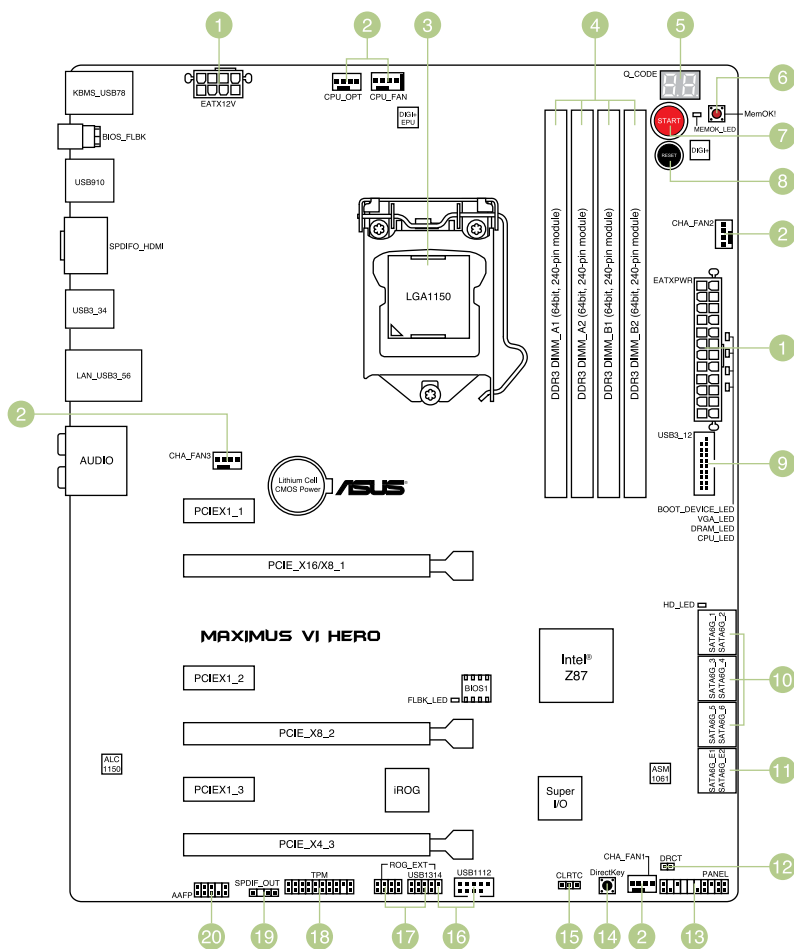 1
2
3
4
5
6
7
8
2
1
9
10
11
12
13
2
14
15
16
17
18
19
20
2
KBMS_USB78
BIOS_FLBK
USB910
SPDIFO_HDMI
USB3_34
LAN_USB3_56
AUDIO
EATX12V
CPU_OPT
CPU_FAN
DIGI+
EPU
Q_CODE
88
START
RESET
MemOK!
MEMOK_LED
DIGI+
CHA_FAN2
EATXPWR
USB3_12
LGA1150
DDR3 DIMM_A1 (64bit, 240-pin module)
DDR3 DIMM_A2 (64bit, 240-pin module)
DDR3 DIMM_B1 (64bit, 240-pin module)
DDR3 DIMM_B2 (64bit, 240-pin module)
CHA_FAN3
Lithium Cell
CMOS Power
ASUS
BOOT_DEVICE_LED
VGA_LED
DRAM_LED
CPU_LED
PCIEX1_1
PCIE_X16/X8_1
HD_LED
MAXIMUS VI HERO
Intel®
Z87
SATA6G_1
SATA6G_2
SATA6G_3
SATA6G_4
SATA6G_5
SATA6G_6
SATA6G_E1
SATA6G_E2
PCIEX1_2
BIOS1
FLBK_LED
PCIE_X8_2
ALC
1150
PCIEX1_3
iROG
Super
I/O
ASM
1061
PCIE_X4_3
AAFP
SPDIF_OUT
TPM
ROG_EXT
USB1314
USB1112
CLRTC
DirectKey
CHA_FAN1
DRCT
PANEL